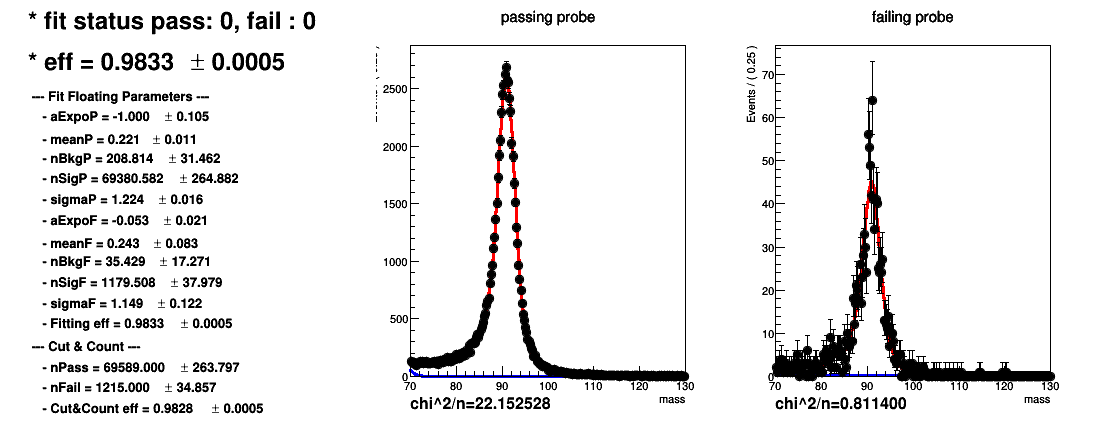 * fit status pass: 0, fail : 0
* eff = 0.9833 ± 0.0005
--- Fit Floating Parameters ---
- aExpoP = -1.000 ± 0.105
- meanP = 0.221 ± 0.011
- nBkgP = 208.814 ± 31.462
- nSigP = 69380.582 ± 264.882
- sigmaP = 1.224 ± 0.016
- aExpoF = -0.053 ± 0.021
- meanF = 0.243 ± 0.083
- nBkgF = 35.429 ± 17.271
- nSigF = 1179.508 ± 37.979
- sigmaF = 1.149 ± 0.122
- Fitting eff = 0.9833 ± 0.0005
--- Cut & Count ---
- nPass = 69589.000 ± 263.797
- nFail = 1215.000 ± 34.857
- Cut&Count eff = 0.9828 ± 0.0005
passing probe
2500
2000
1500
1000
500
0
70 80 90 100 110 120 130
mass
chi^2/n=22.152528
failing probe
Events / ( 0.25 )
70
60
50
40
30
20
10
0
70 80 90 100 110 120 130
mass
chi^2/n=0.811400